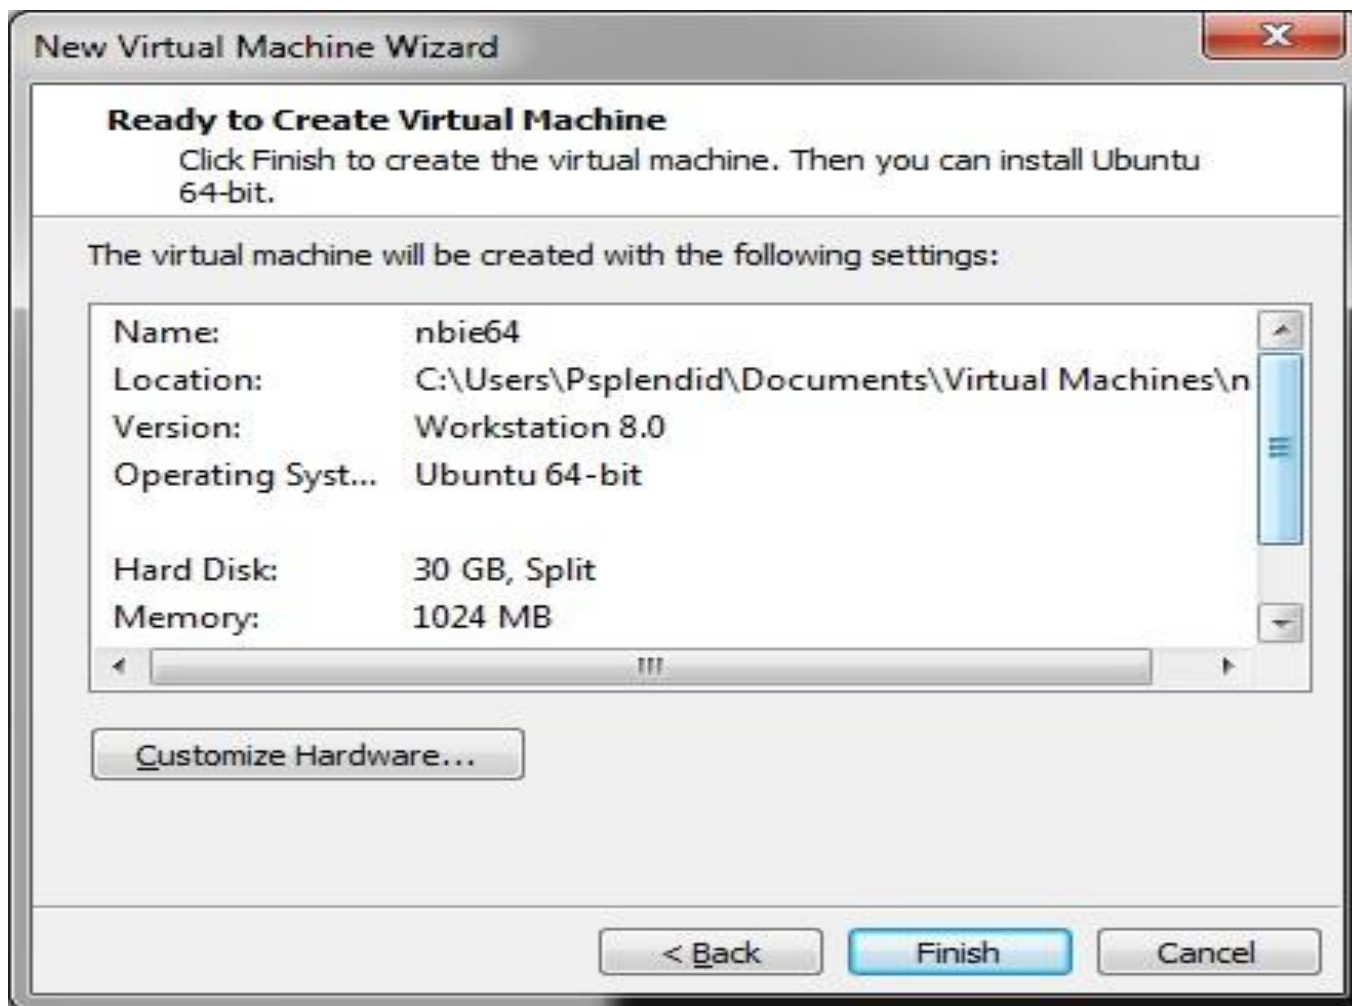 New Virtual Machine Wizard
Ready to Create Virtual Machine
Click Finish to create the virtual machine. Then you can install Ubuntu
64-bit.
The virtual machine will be created with the following settings:
Name: nbie64
Location: C:\Users\Psplendid\Documents\Virtual Machines\n
Version: Workstation 8.0
Operating Syst... Ubuntu 64-bit
Hard Disk: 30 GB, Split
Memory: 1024 MB
Customize Hardware...
< Back Finish Cancel